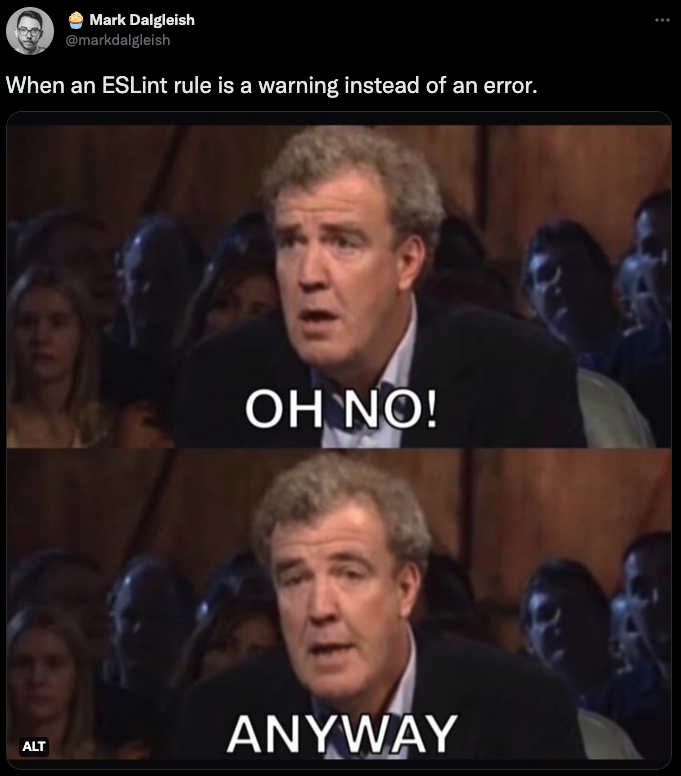 🧁 Mark Dalgleish
@markdalgleish
When an ESLint rule is a warning instead of an error.
OH NO!
ANYWAY
ALT